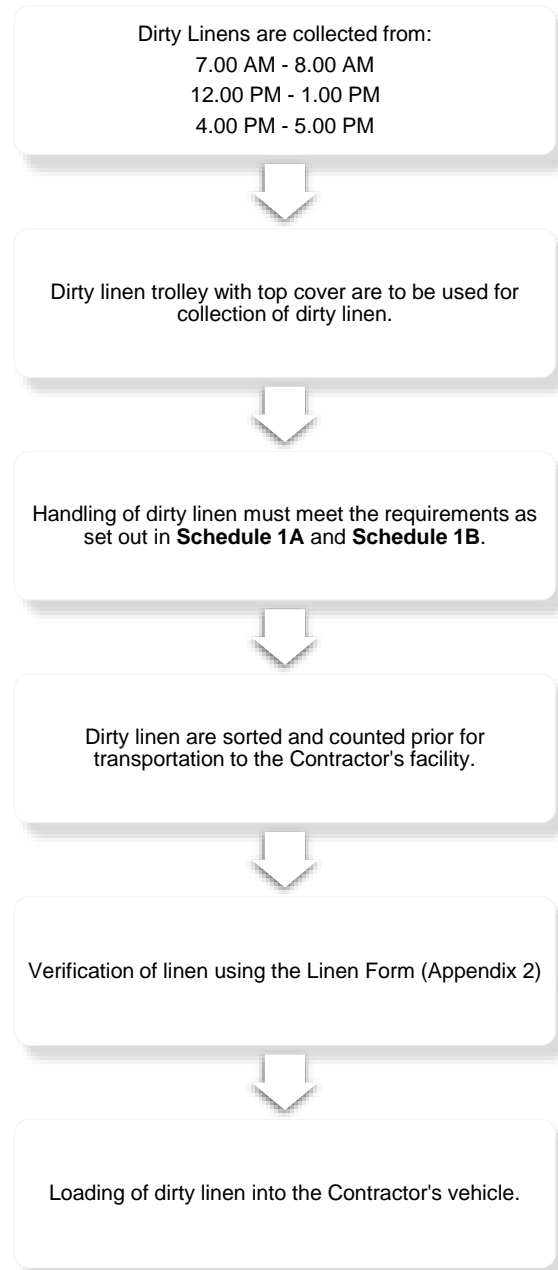 Dirty Linens are collected from:
7.00 AM - 8.00 AM
12.00 PM - 1.00 PM
4.00 PM - 5.00 PM
Dirty linen trolley with top cover are to be used for
collection of dirty linen.
Handling of dirty linen must meet the requirements as
set out in Schedule 1A and Schedule 1B.
Dirty linen are sorted and counted prior for
transportation to the Contractor's facility.
Verification of linen using the Linen Form (Appendix 2)
Loading of dirty linen into the Contractor's vehicle.